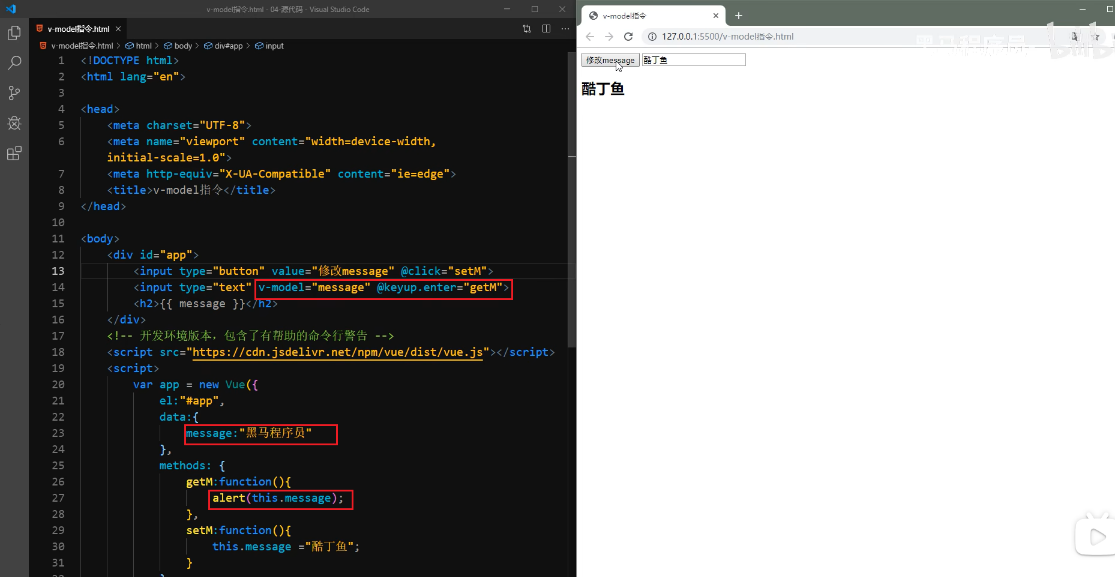 v-model指令.html - 04-源代码 - Visual Studio Code
v-model指令.html ×
v-model指令.html > html > body > div#app > input
1 <!DOCTYPE html>
2 <html lang="en">
3
4 <head>
5 <meta charset="UTF-8">
6 <meta name="viewport" content="width=device-width,
initial-scale=1.0">
7 <meta http-equiv="X-UA-Compatible" content="ie=edge">
8 <title>v-model指令</title>
9 </head>
10
11 <body>
12 <div id="app">
13 <input type="button" value="修改message" @click="setM">
14 <input type="text" v-model="message" @keyup.enter="getM">
15 <h2>{{ message }}</h2>
16 </div>
17 <!-- 开发环境版本，包含了有帮助的命令行警告 -->
18 <script src="https://cdn.jsdelivr.net/npm/vue/dist/vue.js"></script>
19 <script>
20 var app = new Vue({
21 el:"#app",
22 data:{
23 message:"黑马程序员"
24 },
25 methods: {
26 getM:function(){
27 alert(this.message);
28 },
29 setM:function(){
30 this.message ="酷丁鱼";
31 }
v-model指令
127.0.0.1:5500/v-model指令.html
黑马程序员 bilibili
修改message 酷丁鱼
酷丁鱼